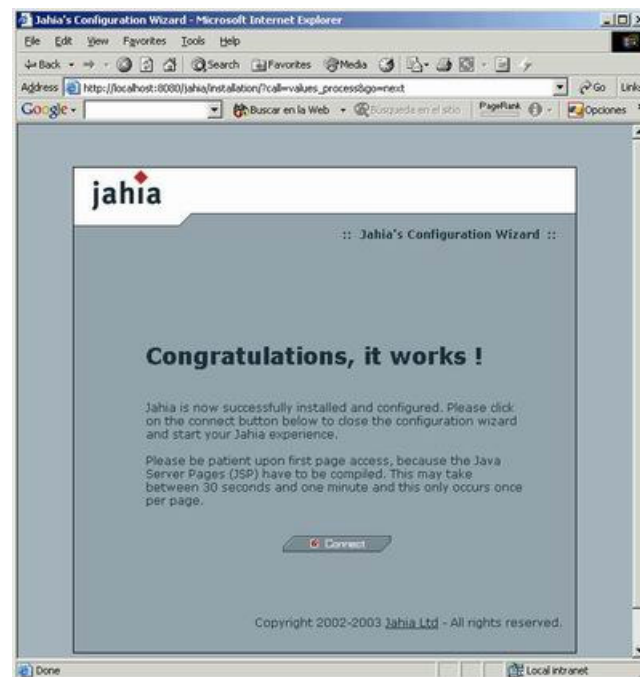 Jahia's Configuration Wizard - Microsoft Internet Explorer
File Edit View Favorites Tools Help
Back Search Favorites Media
Address http://localhost:8080/jahia/installation/?call=values_process&go=next Go Links
Google Buscar en la Web Búsqueda en el sitio PageRank Opciones
jahia
:: Jahia's Configuration Wizard ::
Congratulations, it works !
Jahia is now successfully installed and configured. Please click
on the connect button below to close the configuration wizard
and start your Jahia experience.
Please be patient upon first page access, because the Java
Server Pages (JSP) have to be compiled. This may take
between 30 seconds and one minute and this only occurs once
per page.
Connect
Copyright 2002-2003 Jahia Ltd - All rights reserved.
Done Local intranet